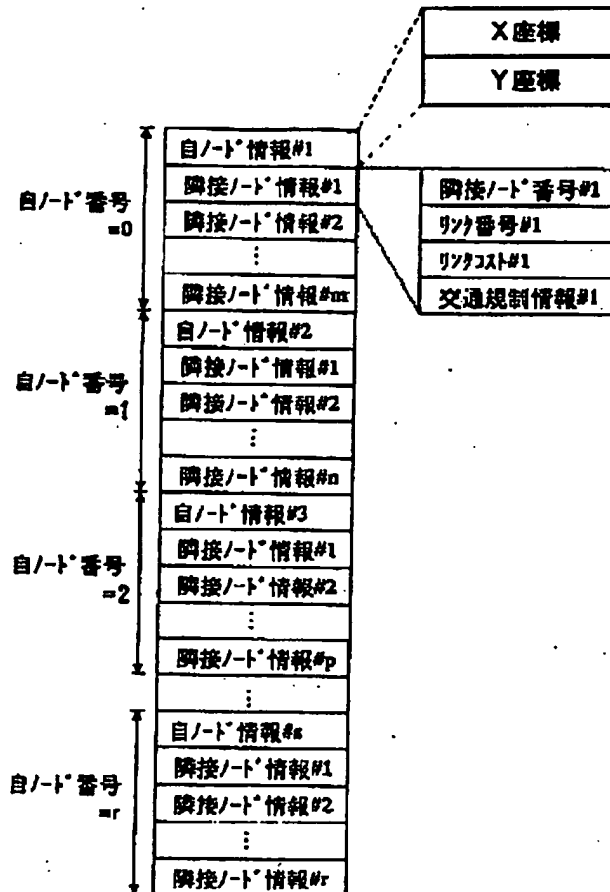 X座標
Y座標
自ノード情報#1
隣接ノード情報#1
隣接ノード情報#2
⋮
隣接ノード情報#m
自ノード番号
=0
隣接ノード番号#1
リンク番号#1
リンクコスト#1
交通規制情報#1
自ノード情報#2
隣接ノード情報#1
隣接ノード情報#2
⋮
隣接ノード情報#n
自ノード番号
=1
自ノード情報#3
隣接ノード情報#1
隣接ノード情報#2
⋮
隣接ノード情報#p
自ノード番号
=2
⋮
自ノード情報#s
隣接ノード情報#1
隣接ノード情報#2
⋮
隣接ノード情報#r
自ノード番号
=r